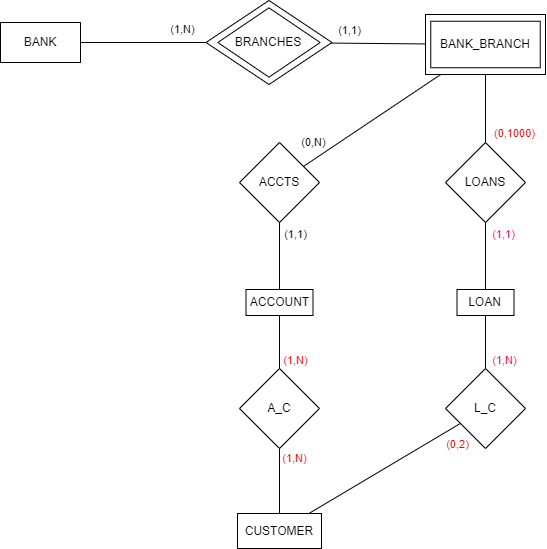 (1,N)
(1,1)
BANK
BRANCHES
BANK_BRANCH
(0,N)
(0,1000)
ACCTS
LOANS
(1,1)
(1,1)
ACCOUNT
LOAN
(1,N)
(1,N)
A_C
L_C
(0,2)
(1,N)
CUSTOMER